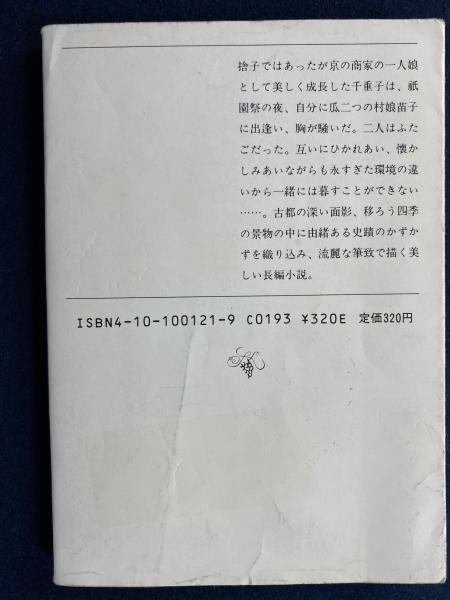 捨子ではあったが京の商家の一人娘
として美しく成長した千重子は、祇
園祭の夜、自分に瓜二つの村娘苗子
に出逢い、胸が騒いだ。二人はふた
ごだった。互いにひかれあい、懐か
しみあいながらも永すぎた環境の違
いから一緒には暮すことができない
……。古都の深い面影、移ろう四季
の景物の中に由緒ある史蹟のかずか
ずを織り込み、流麗な筆致で描く美
しい長編小説。
ISBN4-10-100121-9 C0193 ¥320E 定価320円